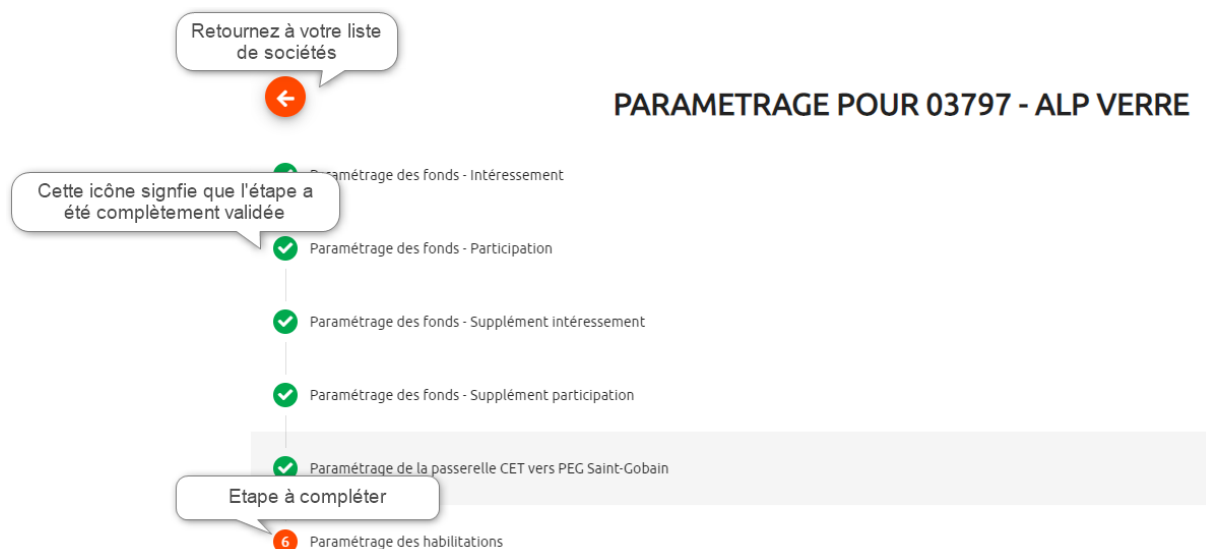 Retournez à votre liste
de sociétés
PARAMETRAGE POUR 03797 - ALP VERRE
Paramétrage des fonds - Intéressement
Cette icône signfie que l'étape a
été complètement validée
Paramétrage des fonds - Participation
Paramétrage des fonds - Supplément intéressement
Paramétrage des fonds - Supplément participation
Paramétrage de la passerelle CET vers PEG Saint-Gobain
Etape à compléter
6 Paramétrage des habilitations